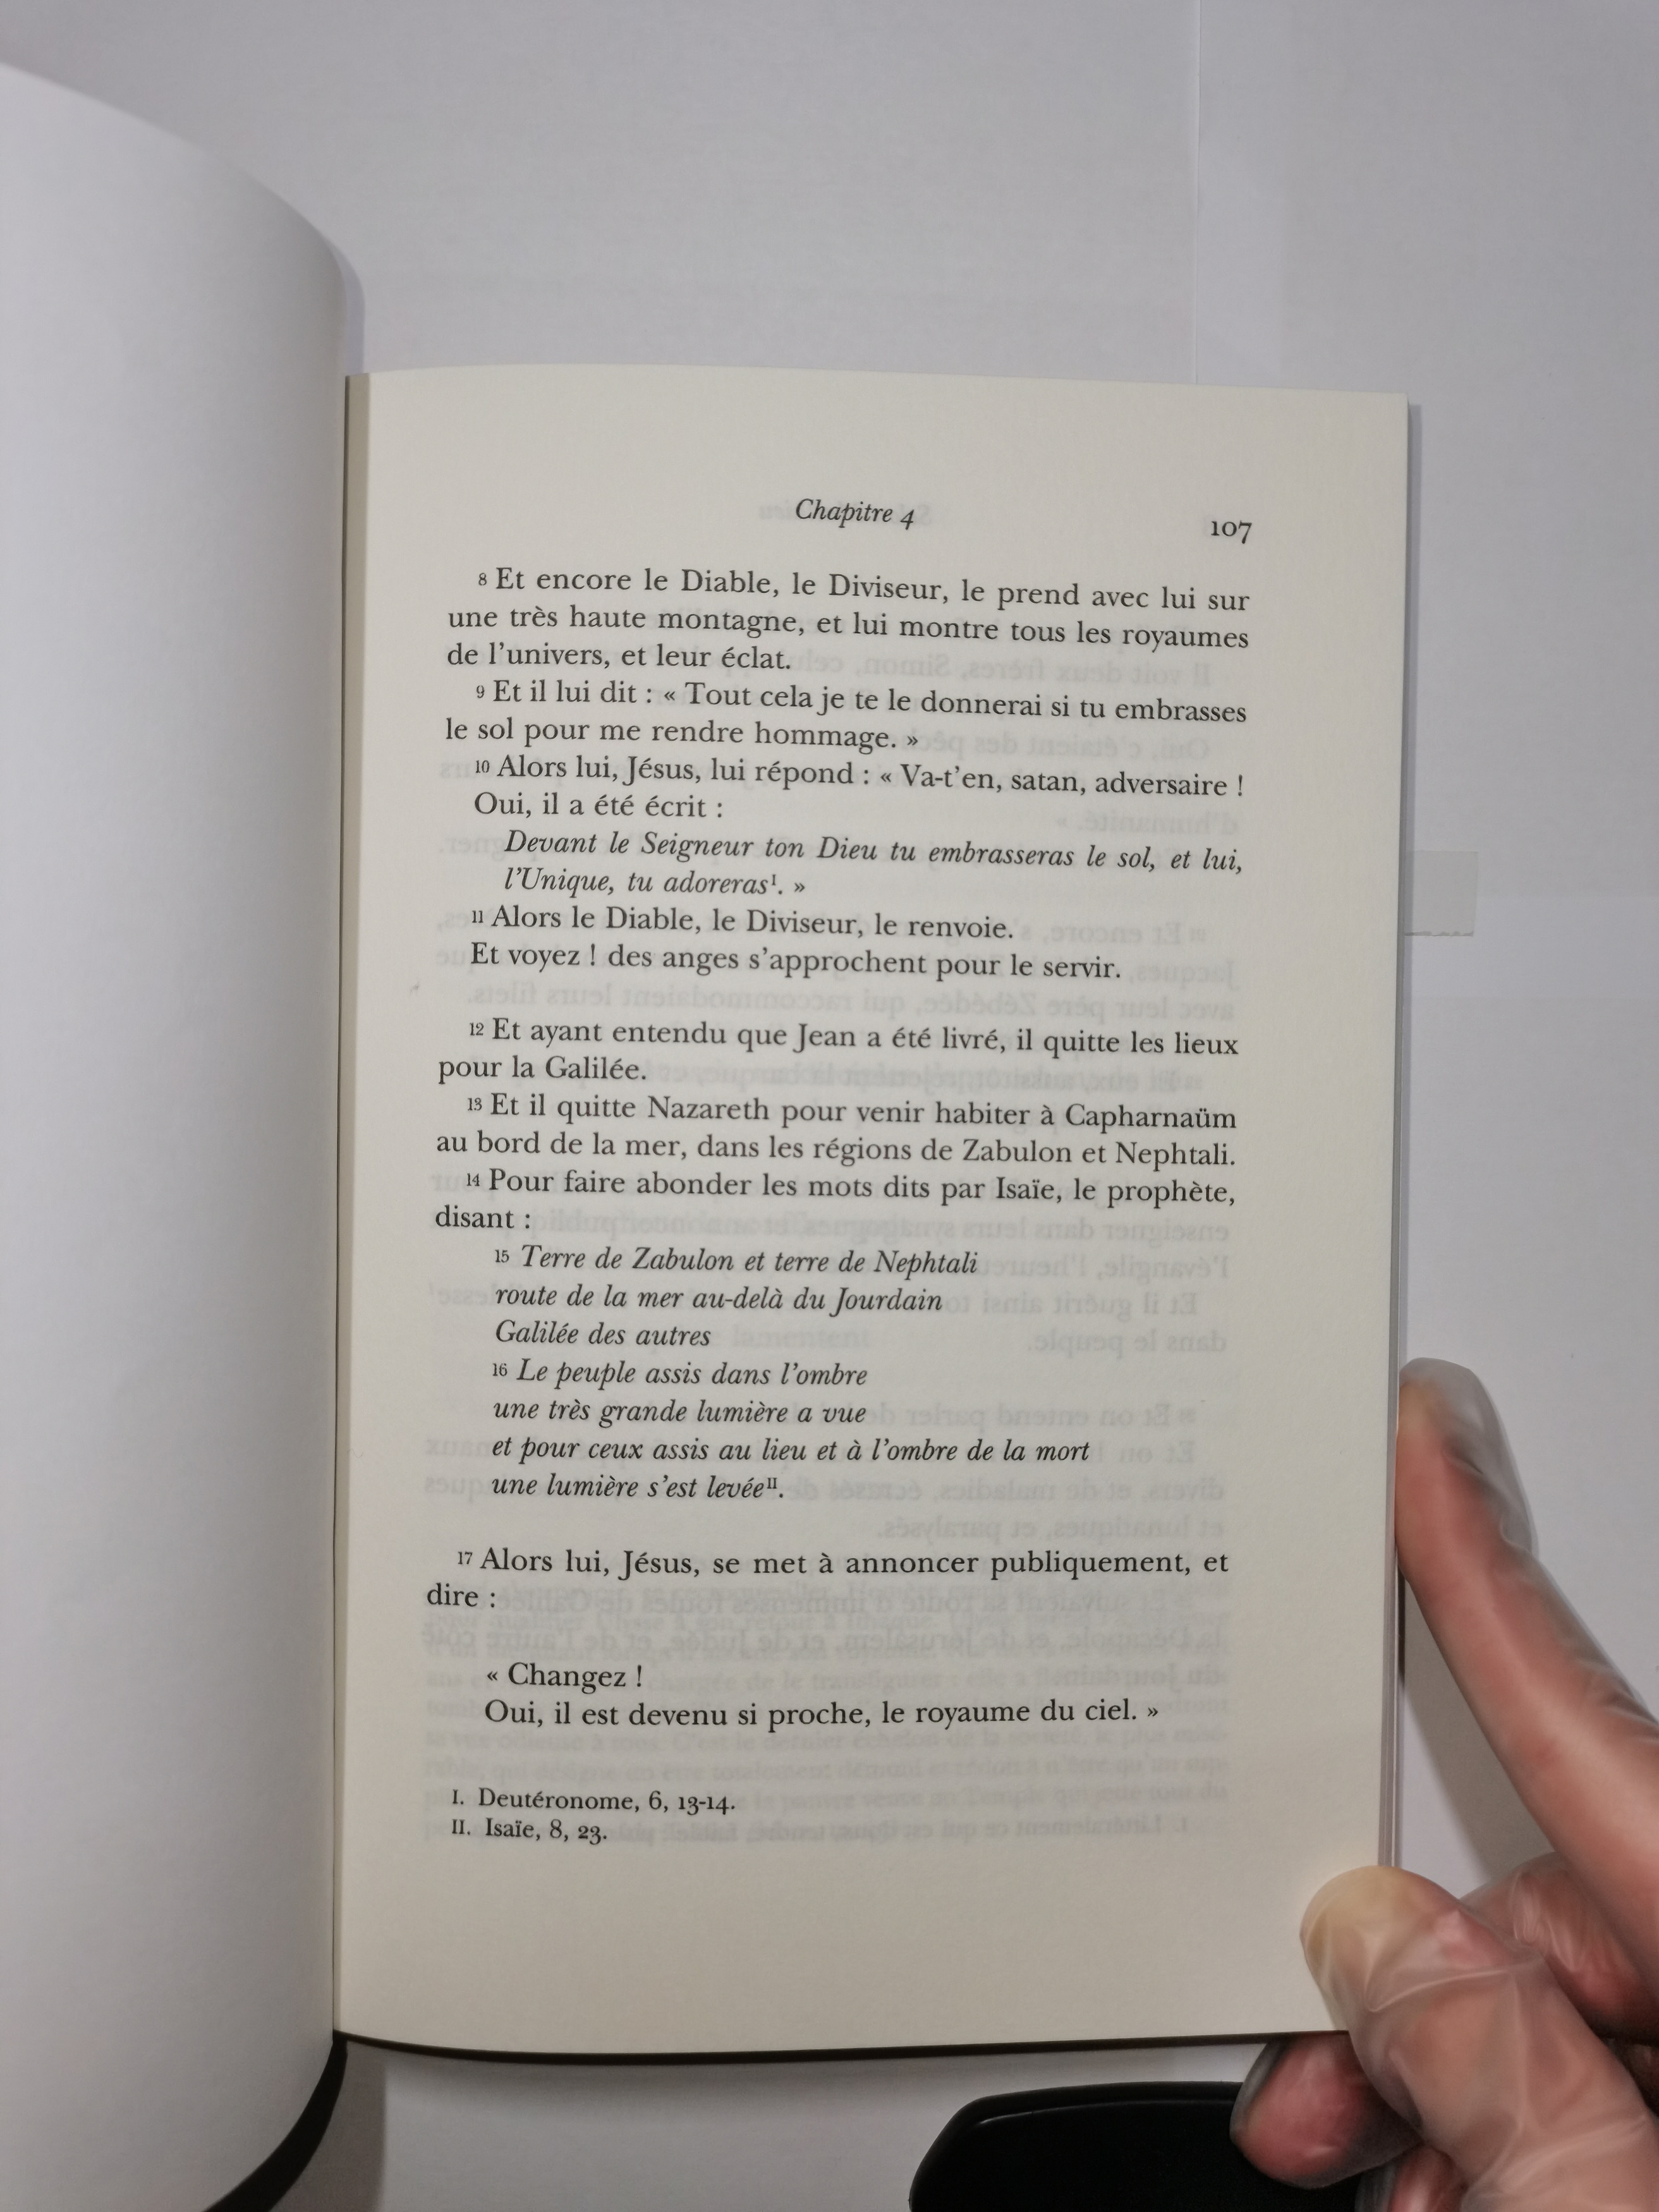 Chapitre 4
107
8 Et encore le Diable, le Diviseur, le prend avec lui sur
une très haute montagne, et lui montre tous les royaumes
de l'univers, et leur éclat.
9 Et il lui dit : « Tout cela je te le donnerai si tu embrasses
le sol pour me rendre hommage. »
10 Alors lui, Jésus, lui répond : « Va-t'en, satan, adversaire !
Oui, il a été écrit :
Devant le Seigneur ton Dieu tu embrasseras le sol, et lui,
l'Unique, tu adoreras I. »
11 Alors le Diable, le Diviseur, le renvoie.
Et voyez ! des anges s'approchent pour le servir.
12 Et ayant entendu que Jean a été livré, il quitte les lieux
pour la Galilée.
13 Et il quitte Nazareth pour venir habiter à Capharnaüm
au bord de la mer, dans les régions de Zabulon et Nephtali.
14 Pour faire abonder les mots dits par Isaïe, le prophète,
disant :
15 Terre de Zabulon et terre de Nephtali
route de la mer au-delà du Jourdain
Galilée des autres
16 Le peuple assis dans l'ombre
une très grande lumière a vue
et pour ceux assis au lieu et à l'ombre de la mort
une lumière s'est levée II.
17 Alors lui, Jésus, se met à annoncer publiquement, et
dire :
« Changez !
Oui, il est devenu si proche, le royaume du ciel. »
I. Deutéronome, 6, 13-14.
II. Isaïe, 8, 23.